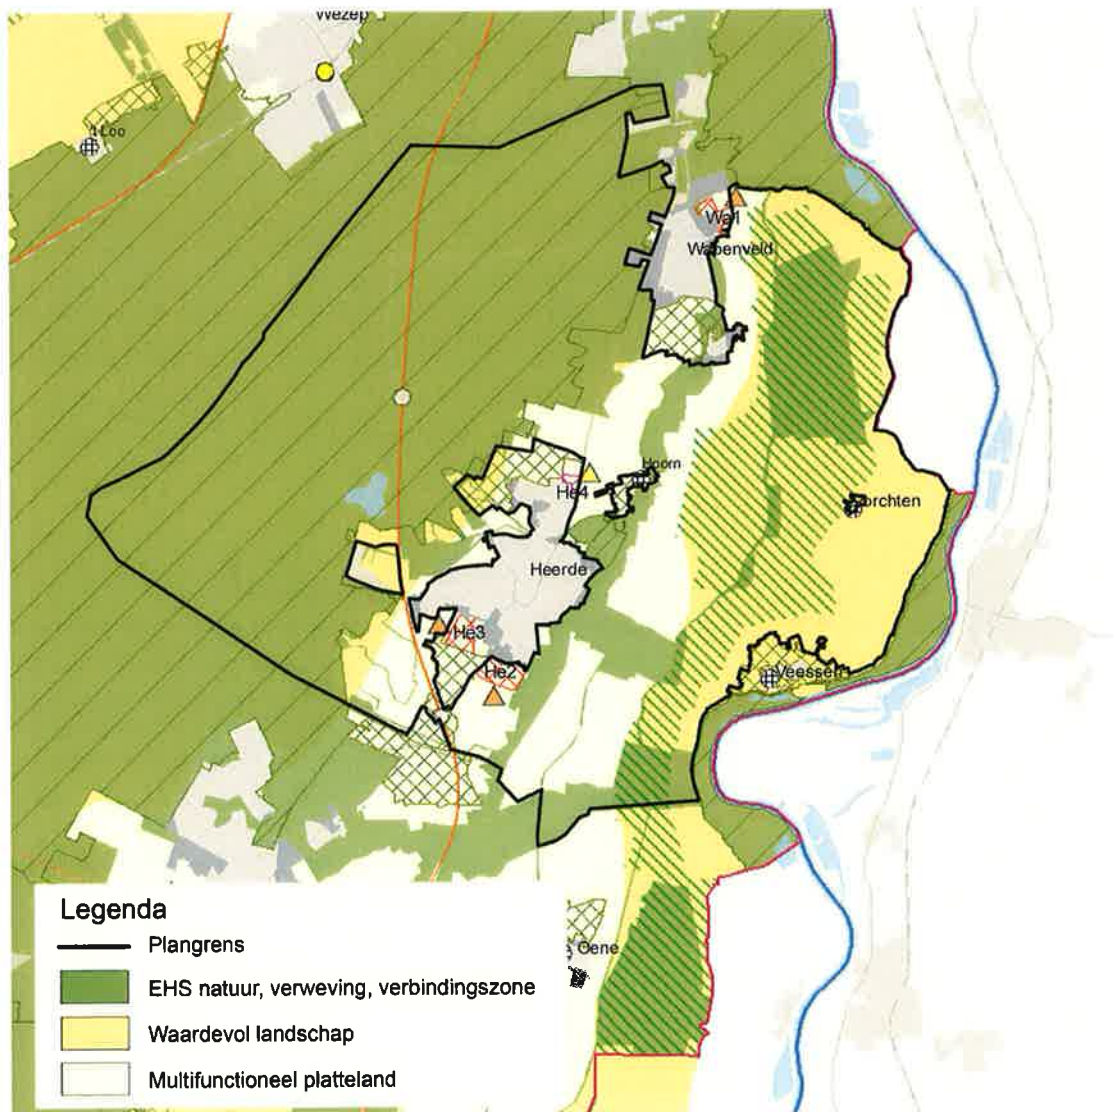 Wezep
't Loo
Wa1
Wapenveld
Hoorn
He4
Vorchten
Heerde
He3
He2
Veessen
Oene
Legenda
Plangrens
EHS natuur, verweving, verbindingszone
Waardevol landschap
Multifunctioneel platteland